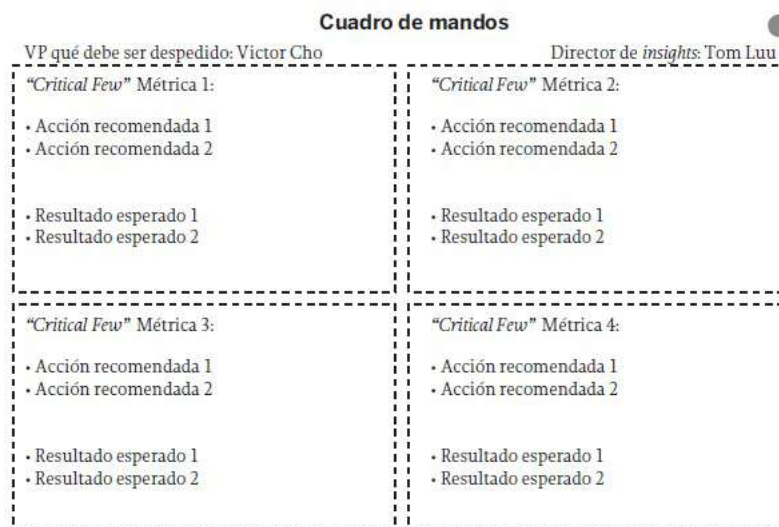 Cuadro de mandos
VP qué debe ser despedido: Victor Cho
Director de insights: Tom Luu
“Critical Few” Métrica 1:
• Acción recomendada 1
• Acción recomendada 2
• Resultado esperado 1
• Resultado esperado 2
“Critical Few” Métrica 2:
• Acción recomendada 1
• Acción recomendada 2
• Resultado esperado 1
• Resultado esperado 2
“Critical Few” Métrica 3:
• Acción recomendada 1
• Acción recomendada 2
• Resultado esperado 1
• Resultado esperado 2
“Critical Few” Métrica 4:
• Acción recomendada 1
• Acción recomendada 2
• Resultado esperado 1
• Resultado esperado 2